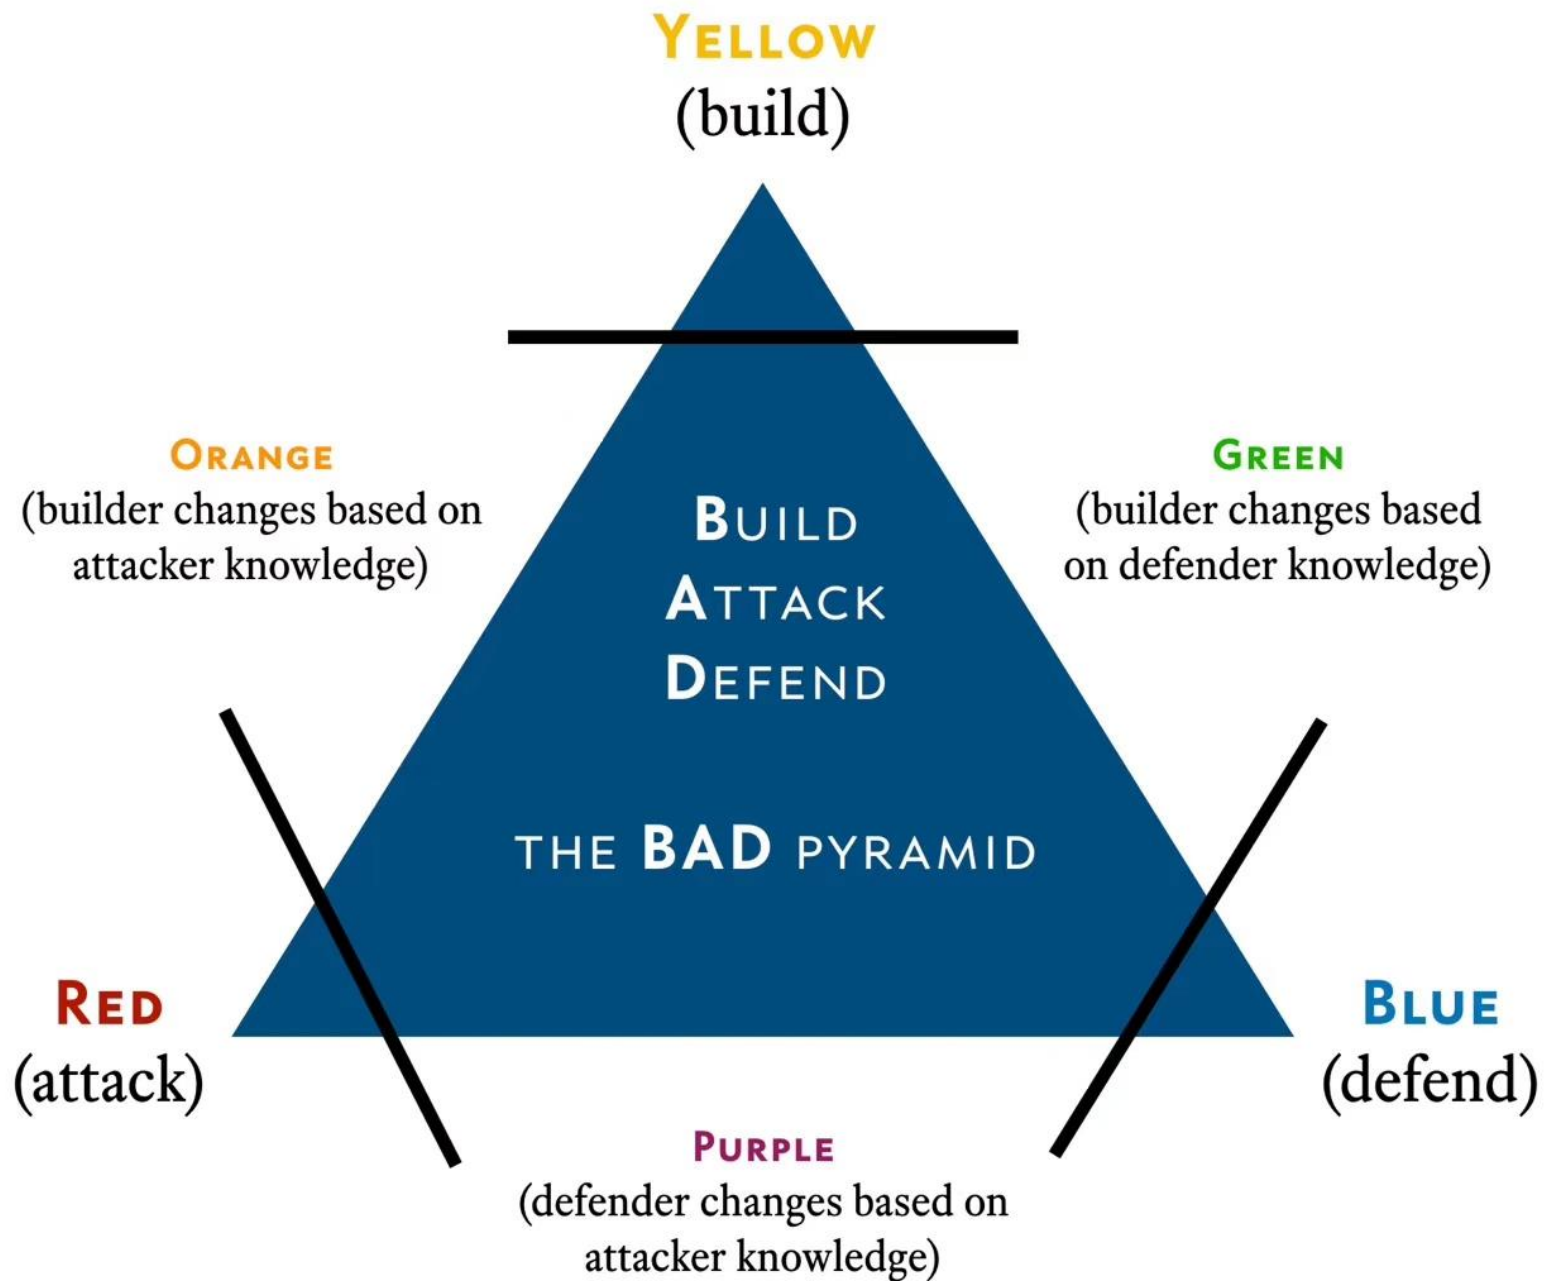 YELLOW
(build)
ORANGE
(builder changes based on
attacker knowledge)
GREEN
(builder changes based
on defender knowledge)
BUILD
ATTACK
DEFEND
THE BAD PYRAMID
RED
(attack)
BLUE
(defend)
PURPLE
(defender changes based on
attacker knowledge)